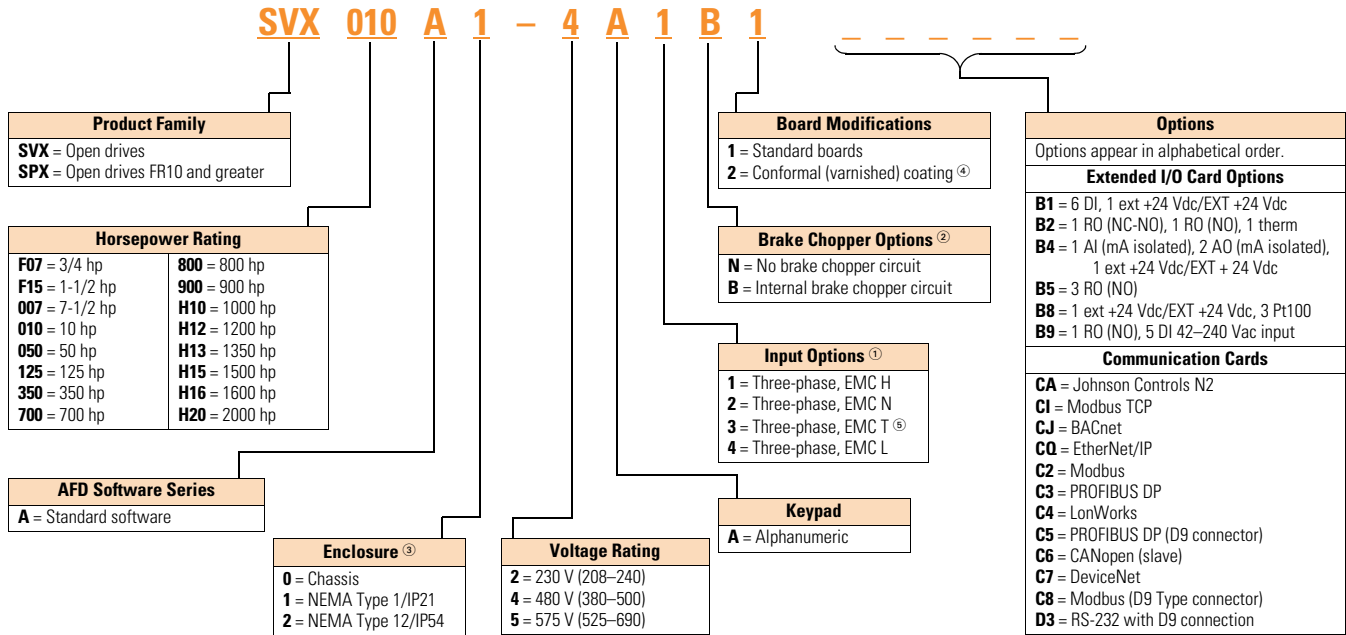 SVX 010 A 1 – 4 A 1 B 1 _ _ _ _ _ _
Product Family
SVX = Open drives
SPX = Open drives FR10 and greater
Horsepower Rating
F07 = 3/4 hp
F15 = 1-1/2 hp
007 = 7-1/2 hp
010 = 10 hp
050 = 50 hp
125 = 125 hp
350 = 350 hp
700 = 700 hp
800 = 800 hp
900 = 900 hp
H10 = 1000 hp
H12 = 1200 hp
H13 = 1350 hp
H15 = 1500 hp
H16 = 1600 hp
H20 = 2000 hp
AFD Software Series
A = Standard software
Enclosure ③
0 = Chassis
1 = NEMA Type 1/IP21
2 = NEMA Type 12/IP54
Voltage Rating
2 = 230 V (208–240)
4 = 480 V (380–500)
5 = 575 V (525–690)
Keypad
A = Alphanumeric
Input Options ①
1 = Three-phase, EMC H
2 = Three-phase, EMC N
3 = Three-phase, EMC T ⑤
4 = Three-phase, EMC L
Brake Chopper Options ②
N = No brake chopper circuit
B = Internal brake chopper circuit
Board Modifications
1 = Standard boards
2 = Conformal (varnished) coating ④
Options
Options appear in alphabetical order.
Extended I/O Card Options
B1 = 6 DI, 1 ext +24 Vdc/EXT +24 Vdc
B2 = 1 RO (NC-NO), 1 RO (NO), 1 therm
B4 = 1 AI (mA isolated), 2 AO (mA isolated),
1 ext +24 Vdc/EXT + 24 Vdc
B5 = 3 RO (NO)
B8 = 1 ext +24 Vdc/EXT +24 Vdc, 3 Pt100
B9 = 1 RO (NO), 5 DI 42–240 Vac input
Communication Cards
CA = Johnson Controls N2
CI = Modbus TCP
CJ = BACnet
CQ = EtherNet/IP
C2 = Modbus
C3 = PROFIBUS DP
C4 = LonWorks
C5 = PROFIBUS DP (D9 connector)
C6 = CANopen (slave)
C7 = DeviceNet
C8 = Modbus (D9 Type connector)
D3 = RS-232 with D9 connection